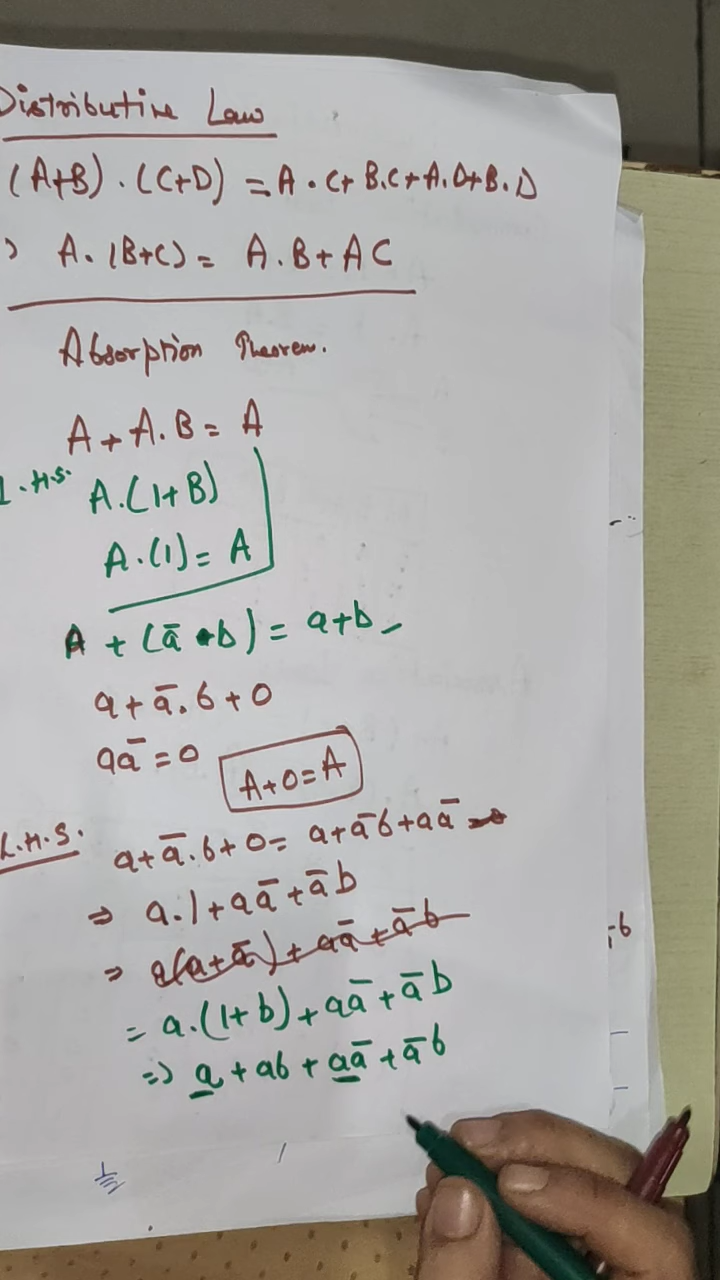 Distributive Law
(A+B) . (C+D) = A . C + B.C + A.D + B.D
A. (B+C) = A.B + AC
Absorption Theorem.
A + A.B = A
L.H.S. A.(1+B)
A.(1) = A
A + (ā • b) = a+b
a + ā.b + 0
aā = 0 A+0=A
L.H.S. a+ā.b+0 = a+āb+aā
⇒ a.1 + aā + āb
⇒ a(a+ā) + aā + āb
= a.(1+b) + aā + āb
=> a + ab + aā + āb